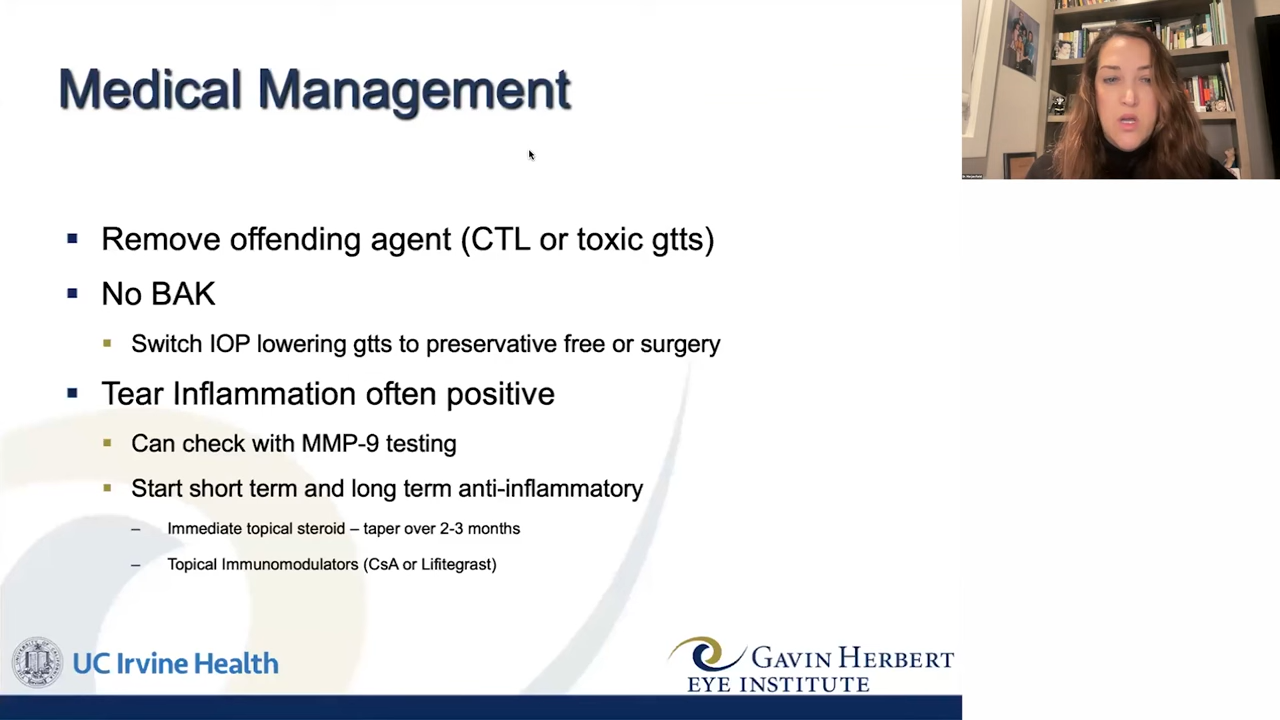 Medical Management
Remove offending agent (CTL or toxic gtts)
No BAK
Switch IOP lowering gtts to preservative free or surgery
Tear Inflammation often positive
Can check with MMP-9 testing
Start short term and long term anti-inflammatory
Immediate topical steroid – taper over 2-3 months
Topical Immunomodulators (CsA or Lifitegrast)
UC Irvine Health
GAVIN HERBERT
EYE INSTITUTE